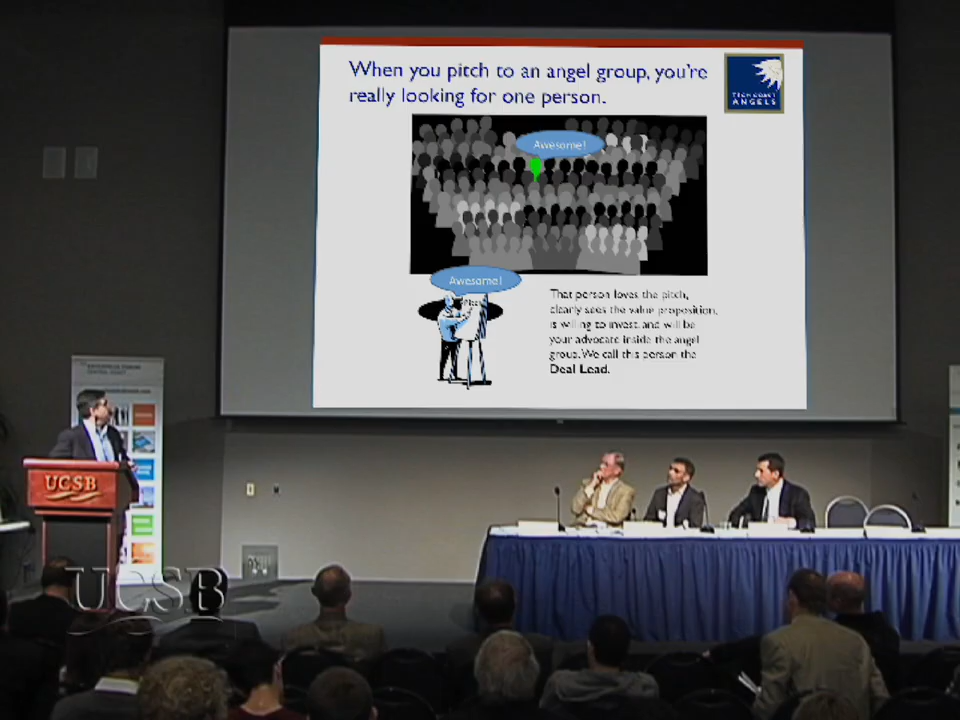 When you pitch to an angel group, you're
really looking for one person.
TECH COAST
ANGELS
Awesome!
Awesome!
Pitch
That person loves the pitch,
clearly sees the value proposition,
is willing to invest, and will be
your advocate inside the angel
group. We call this person the
Deal Lead.
UCSB
UCSB